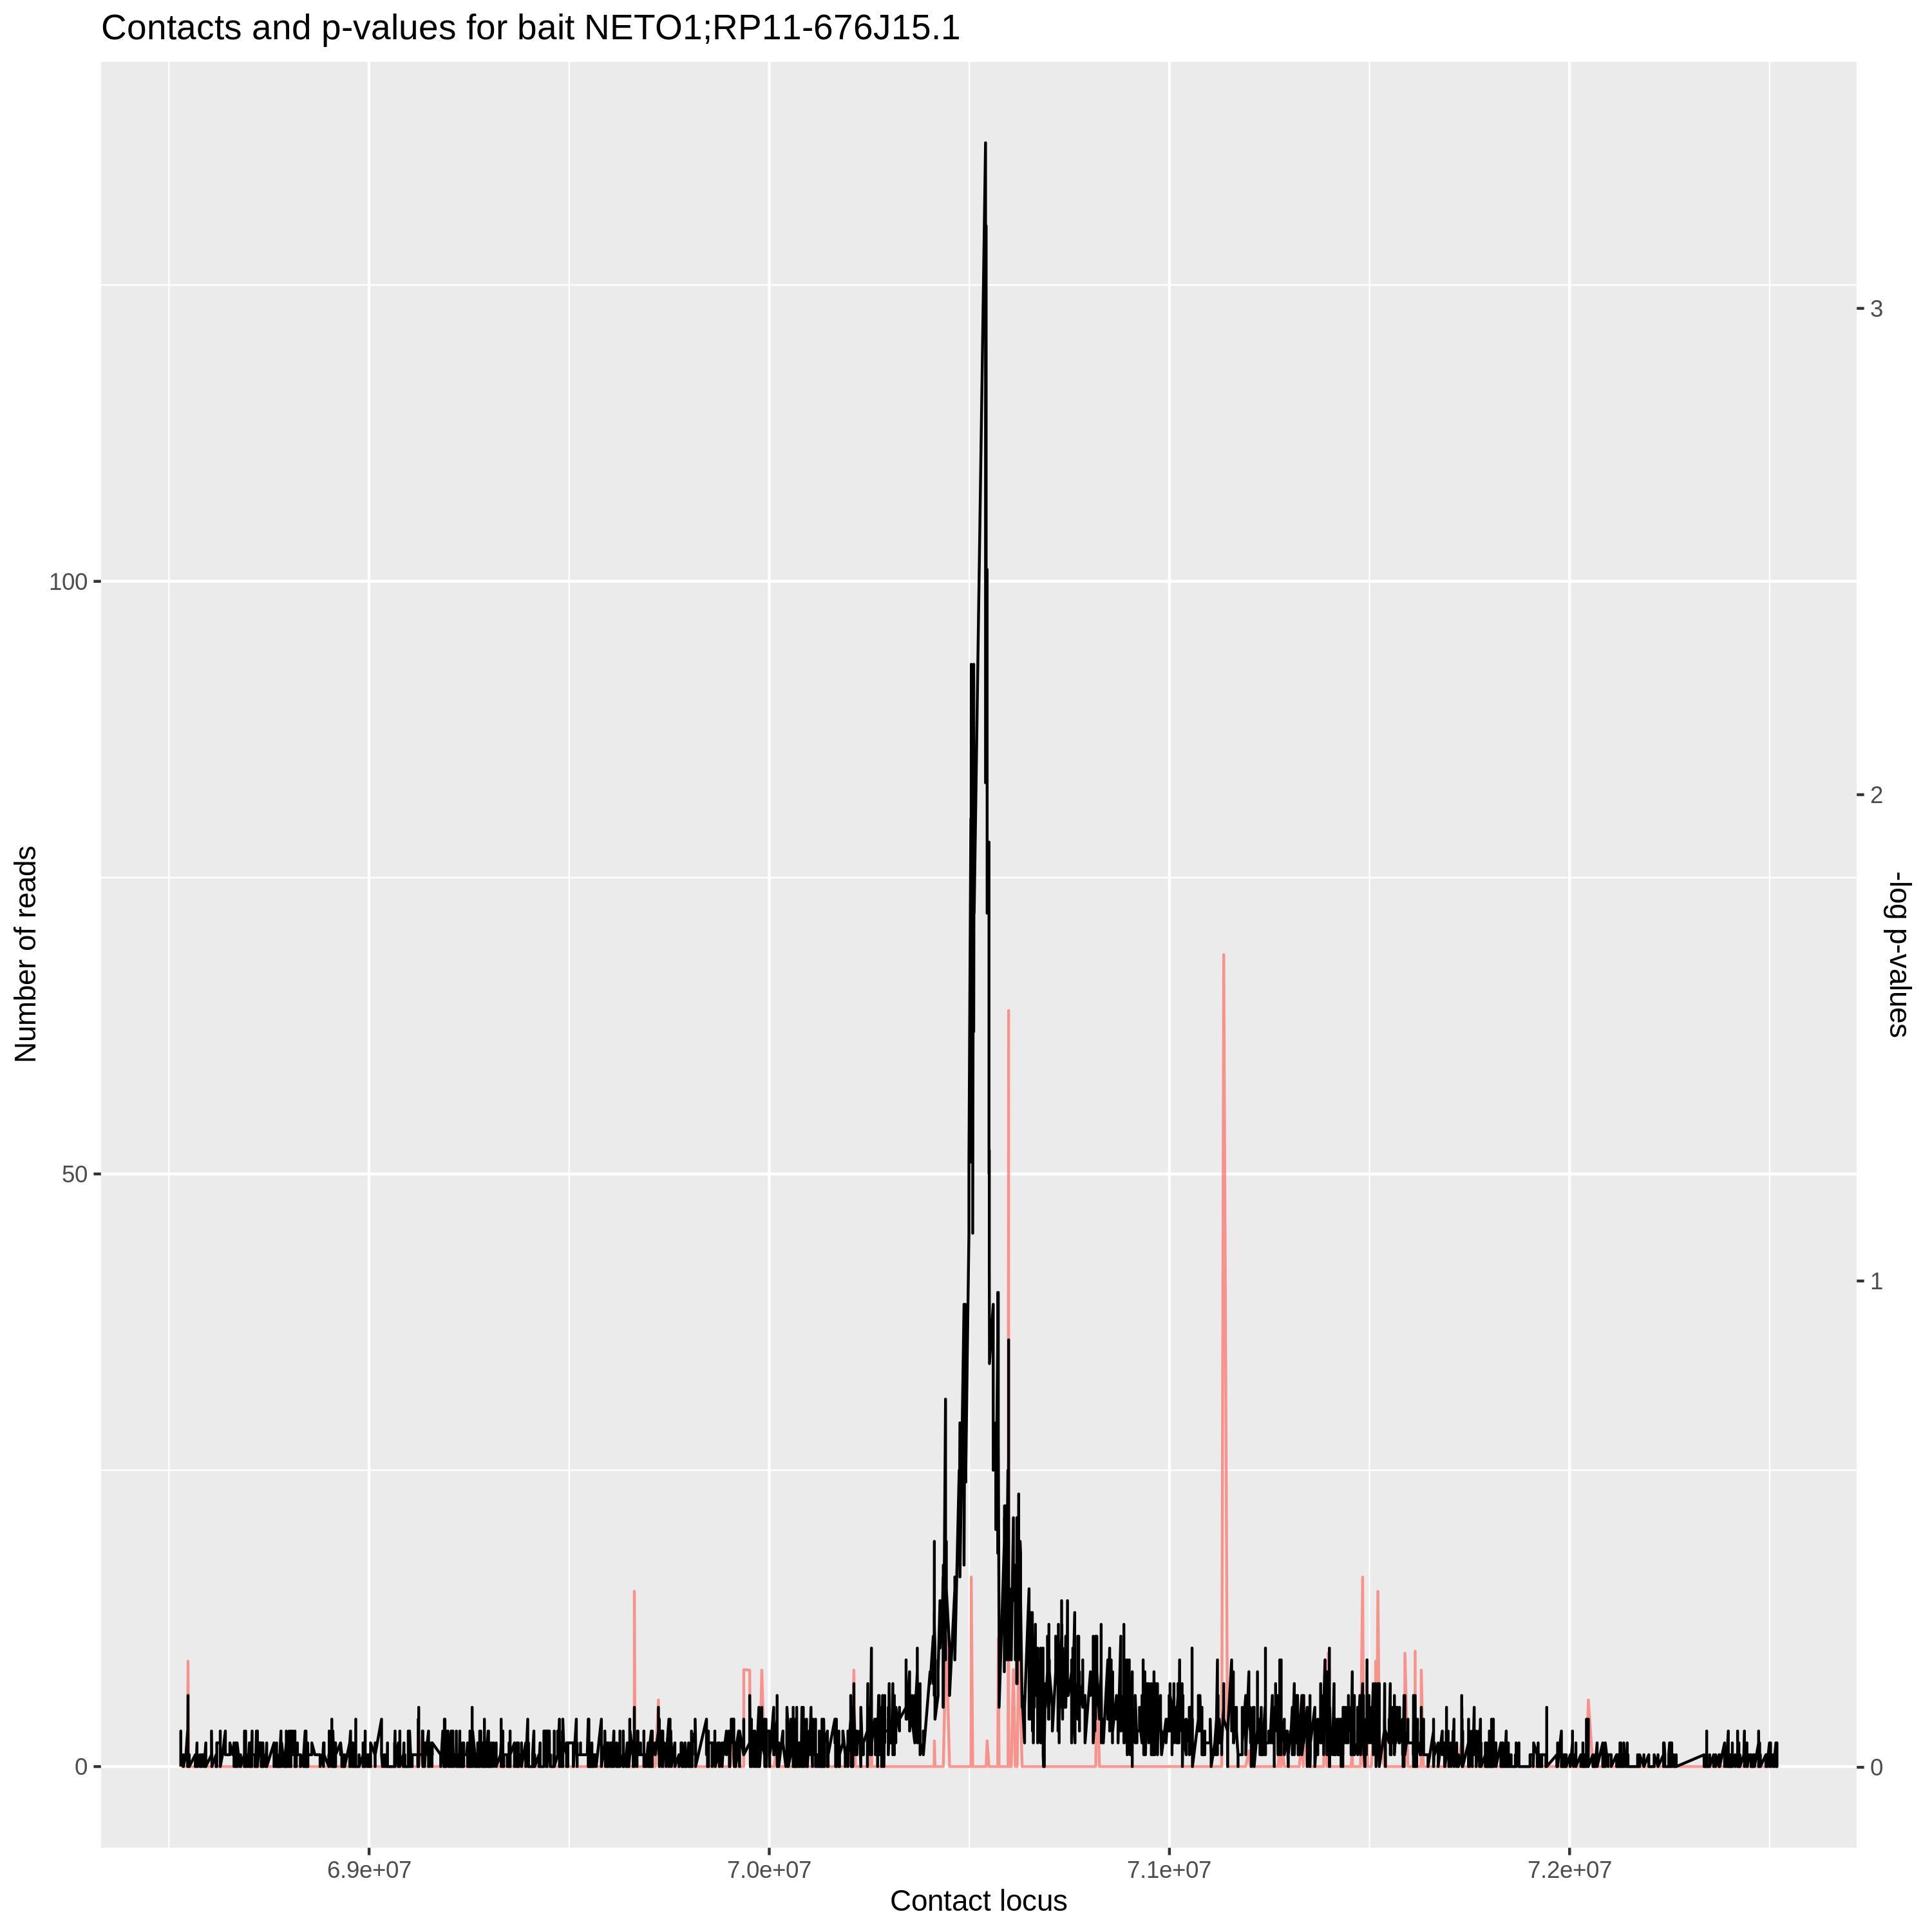 Contacts and p-values for bait NETO1;RP11-676J15.1
Number of reads
100
50
0
3
2
1
0
-log p-values
6.9e+07 7.0e+07 7.1e+07 7.2e+07
Contact locus